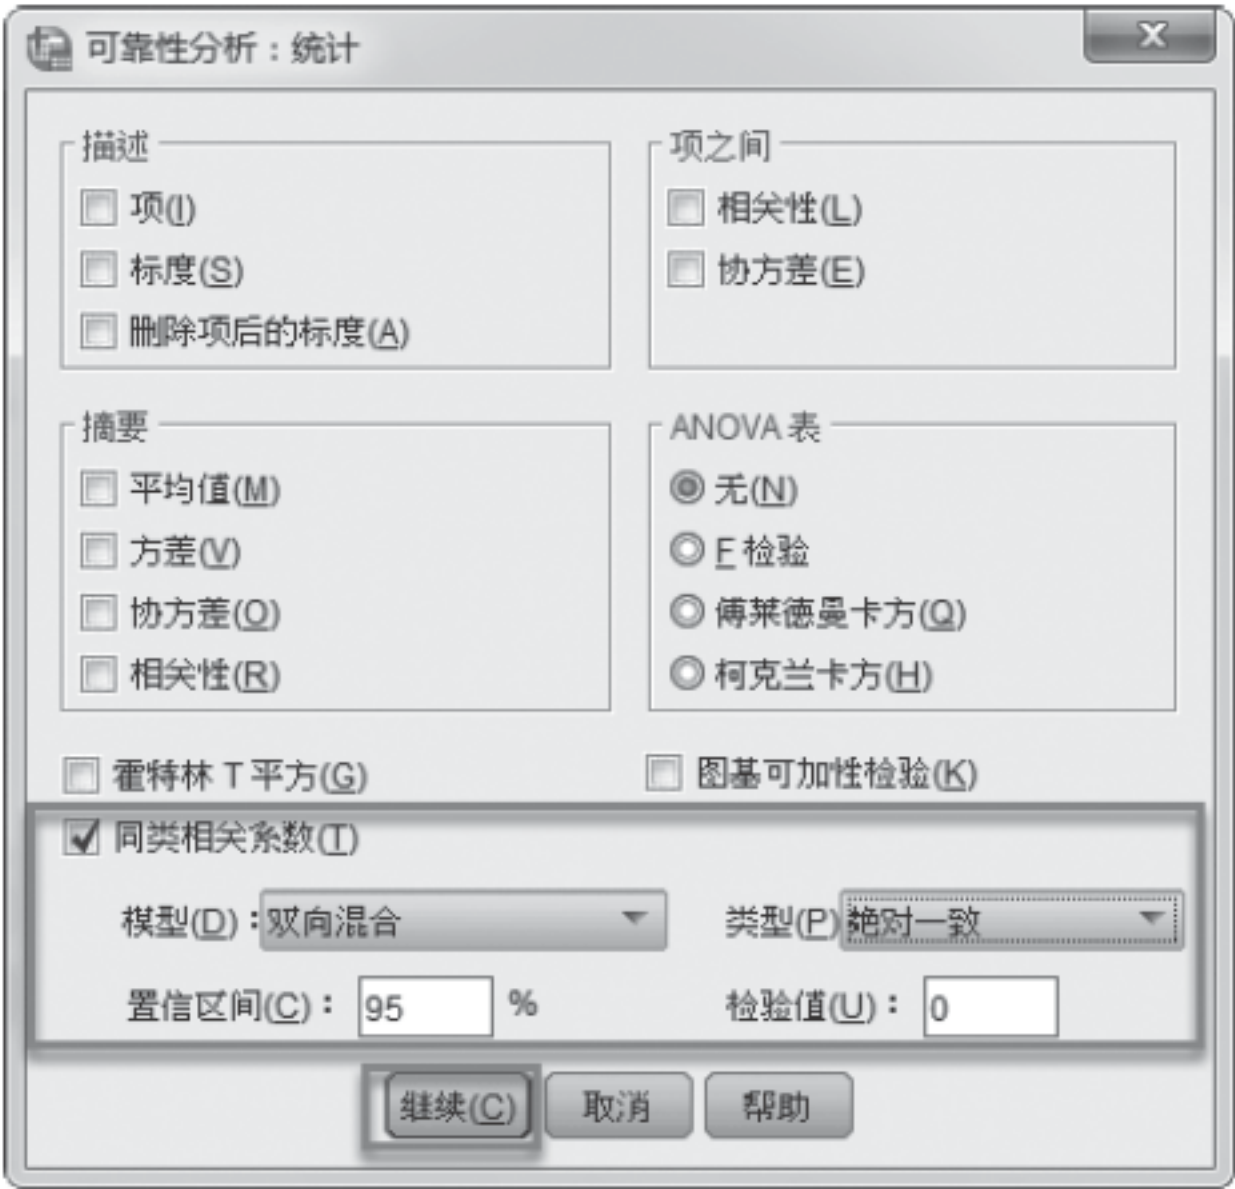 可靠性分析：统计
描述
项(I)
标度(S)
删除项后的标度(A)
项之间
相关性(L)
协方差(E)
摘要
平均值(M)
方差(V)
协方差(O)
相关性(R)
ANOVA 表
无(N)
F 检验
傅莱德曼卡方(Q)
柯克兰卡方(H)
霍特林 T 平方(G)
图基可加性检验(K)
同类相关系数(T)
模型(D)：双向混合
类型(P) 绝对一致
置信区间(C)： 95 %
检验值(U)： 0
继续(C) 取消 帮助